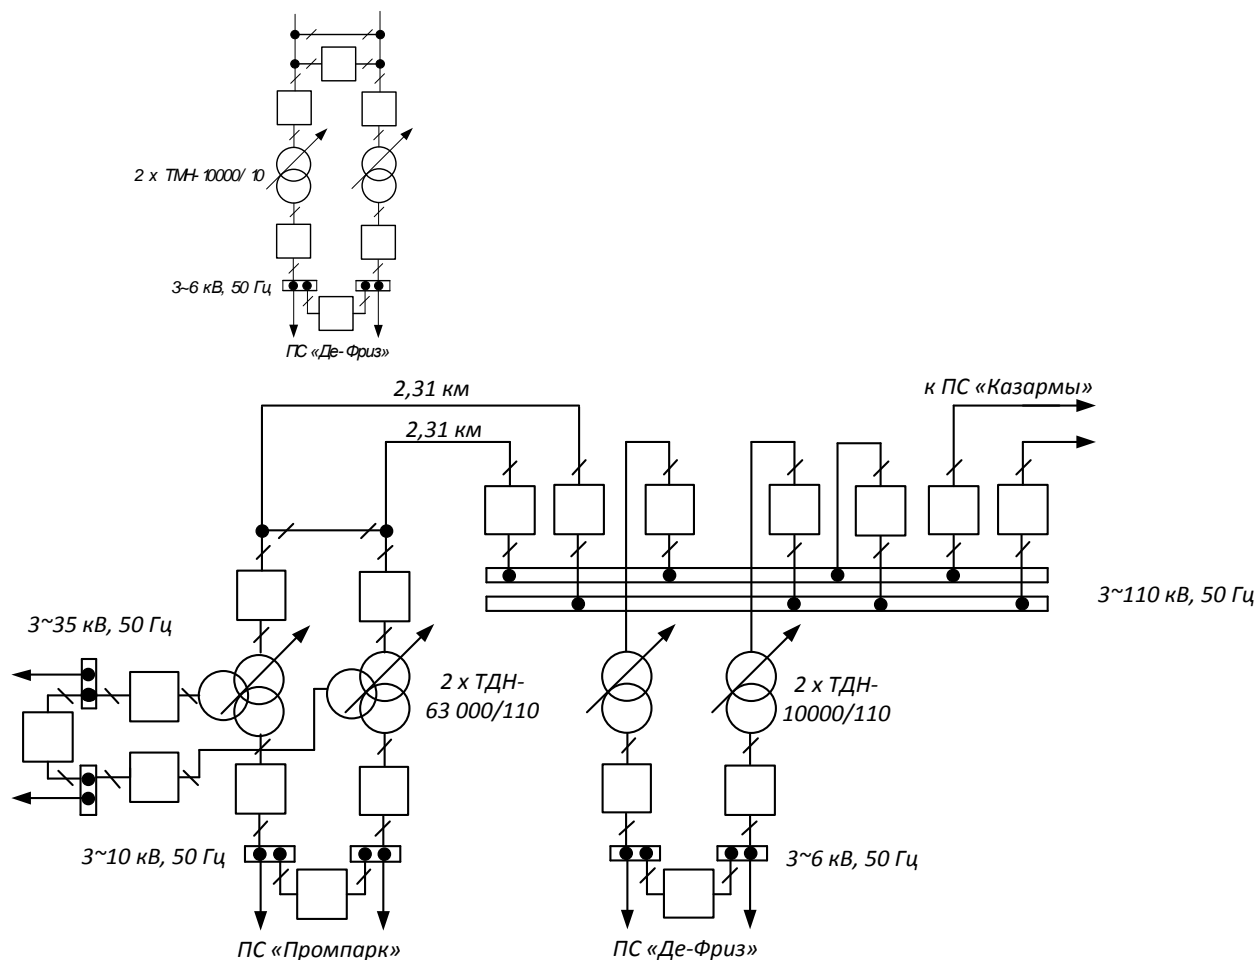 2 x ТМН-10000/10
3~6 кВ, 50 Гц
ПС «Де-Фриз»
2,31 км
к ПС «Казармы»
2,31 км
3~110 кВ, 50 Гц
3~35 кВ, 50 Гц
2 x ТДН-
63 000/110
2 x ТДН-
10000/110
3~10 кВ, 50 Гц
3~6 кВ, 50 Гц
ПС «Промпарк»
ПС «Де-Фриз»